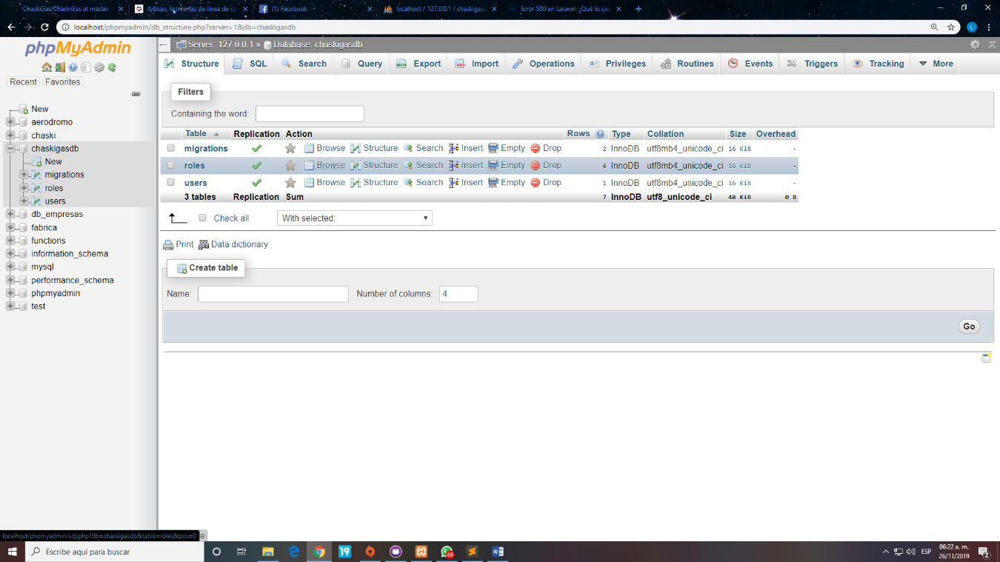 ChaskiGas/ChaskiGas at master
Artisan, la interfaz de línea de co
(1) Facebook
localhost / 127.0.0.1 / chaskigasd
Error 500 en Laravel: ¿Qué lo cau
localhost/phpmyadmin/db_structure.php?server=1&db=chaskigasdb
L
phpMyAdmin
Recent Favorites
New
aerodromo
chaski
chaskigasdb
New
migrations
roles
users
db_empresas
fabrica
functions
information_schema
mysql
performance_schema
phpmyadmin
test
Server: 127.0.0.1 » Database: chaskigasdb
Structure SQL Search Query Export Import Operations Privileges Routines Events Triggers Tracking More
Filters
Containing the word:
Table Replication Action Rows Type Collation Size Overhead
migrations Browse Structure Search Insert Empty Drop 2 InnoDB utf8mb4_unicode_ci 16 KiB -
roles Browse Structure Search Insert Empty Drop 4 InnoDB utf8mb4_unicode_ci 16 KiB -
users Browse Structure Search Insert Empty Drop 1 InnoDB utf8mb4_unicode_ci 16 KiB -
3 tables Replication Sum 7 InnoDB utf8_unicode_ci 48 KiB 0 B
Check all With selected:
Print Data dictionary
Create table
Name: Number of columns: 4
Go
localhost/phpmyadmin/sql.php?db=chaskigasdb&table=roles&pos=0
e
Escribe aquí para buscar
19
49
ESP
06:22 a. m.
26/11/2019
2